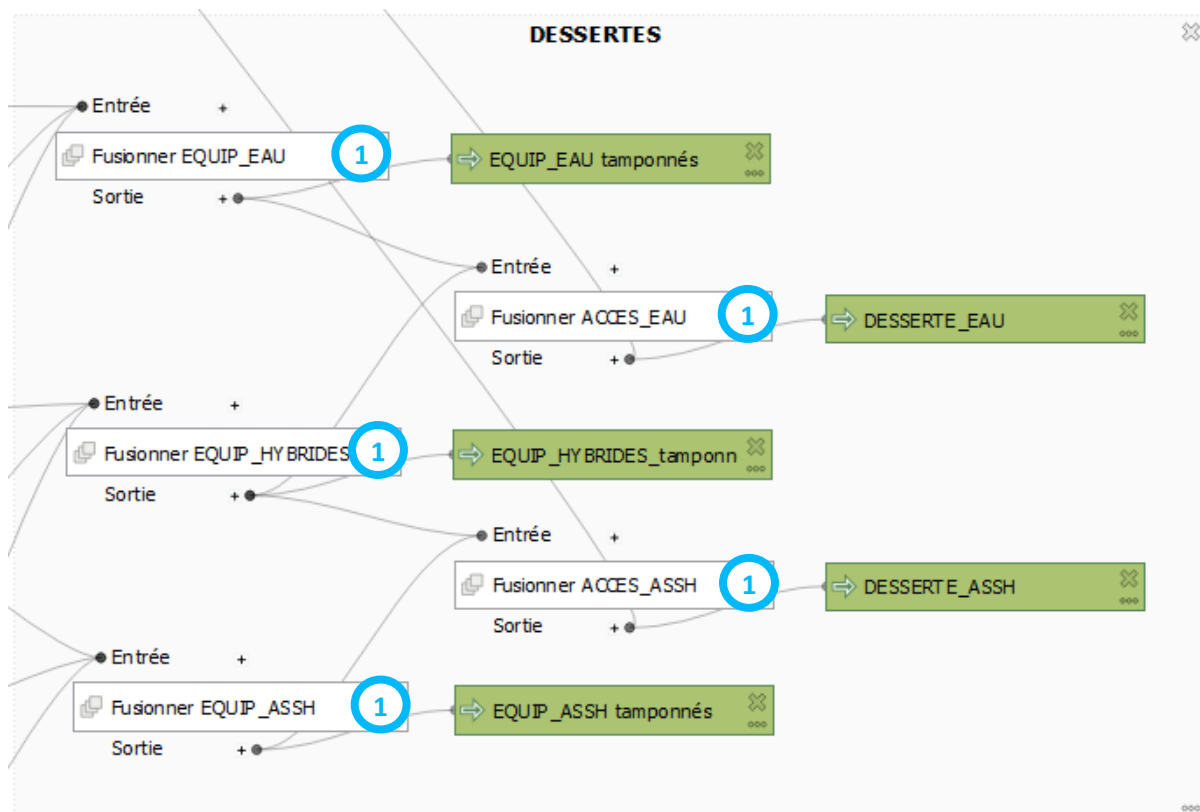 DESSERTES
Entrée +
Fusionner EQUIP_EAU 1
EQUIP_EAU tamponnés
Sortie +
Entrée +
Fusionner ACCES_EAU 1
DESSERTE_EAU
Sortie +
Entrée +
Fusionner EQUIP_HYBRIDES 1
EQUIP_HYBRIDES_tamponn
Sortie +
Entrée +
Fusionner ACCES_ASSH 1
DESSERTE_ASSH
Sortie +
Entrée +
Fusionner EQUIP_ASSH 1
EQUIP_ASSH tamponnés
Sortie +